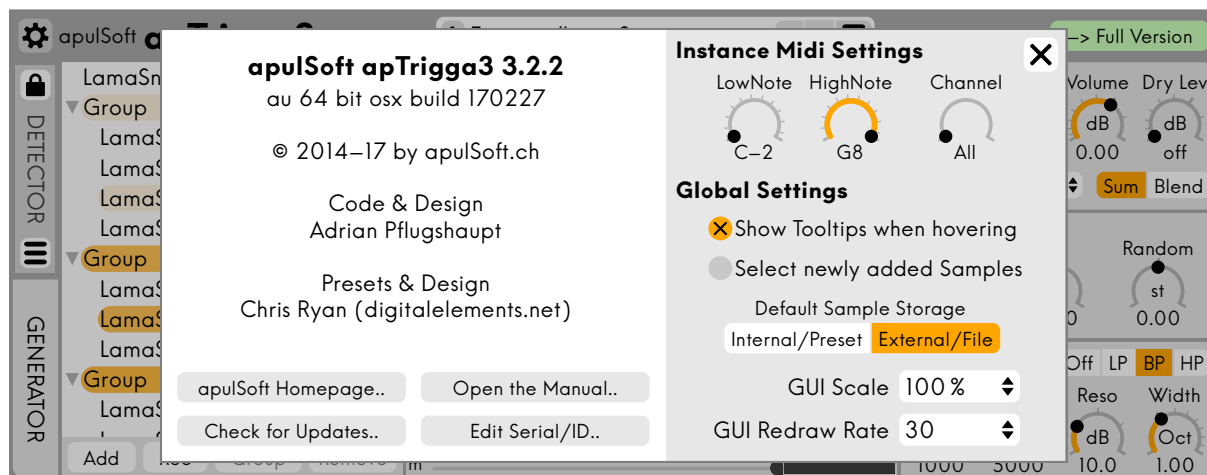 apulSoft
—> Full Version
apulSoft apTrigga3 3.2.2
au 64 bit osx build 170227
© 2014–17 by apulSoft.ch
Code & Design
Adrian Pflugshaupt
Presets & Design
Chris Ryan (digitalelements.net)
apulSoft Homepage..
Open the Manual..
Check for Updates..
Edit Serial/ID..
Instance Midi Settings
LowNote HighNote Channel
C–2 G8 All
Global Settings
Show Tooltips when hovering
Select newly added Samples
Default Sample Storage
Internal/Preset External/File
GUI Scale 100 %
GUI Redraw Rate 30
DETECTOR
GENERATOR
Group
Group
Group
Add
m
Volume Dry Lev
dB dB
0.00 off
Sum Blend
Random
st
0.00
Off LP BP HP
Reso Width
dB Oct
10.0 1.00